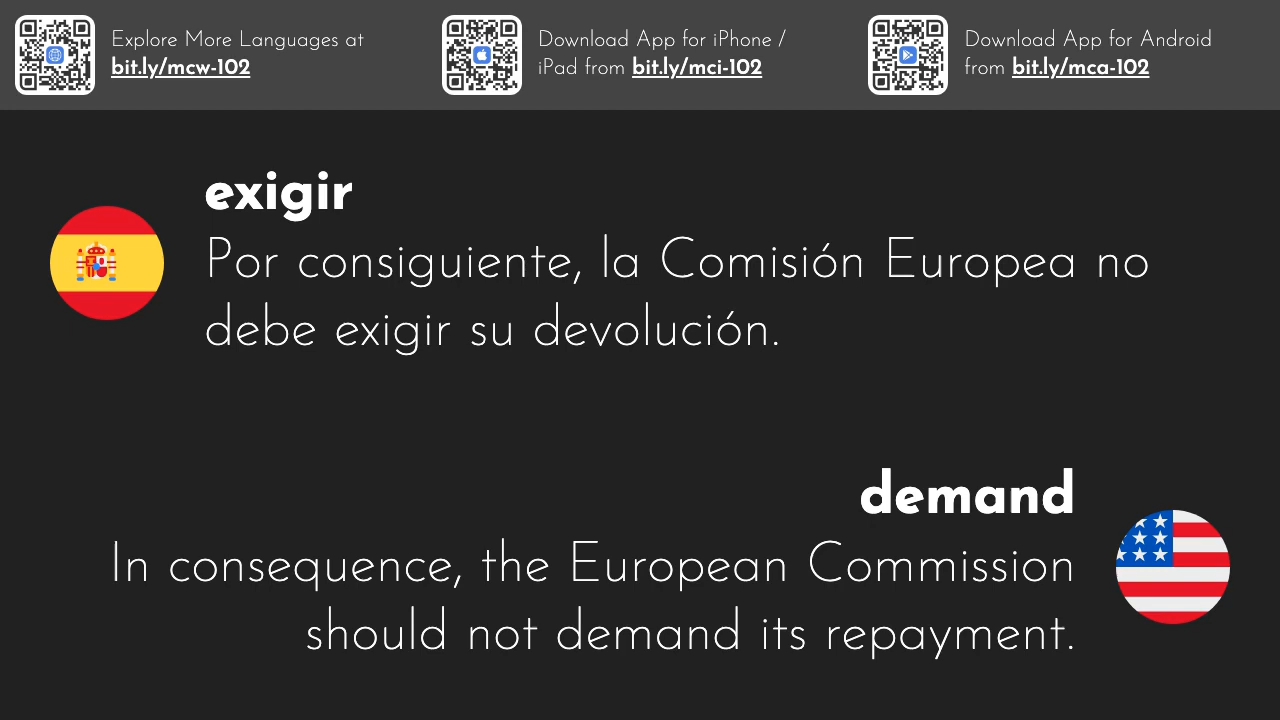 Explore More Languages at
bit.ly/mcw-102
Download App for iPhone /
iPad from bit.ly/mci-102
Download App for Android
from bit.ly/mca-102
exigir
Por consiguiente, la Comisión Europea no
debe exigir su devolución.
demand
In consequence, the European Commission
should not demand its repayment.